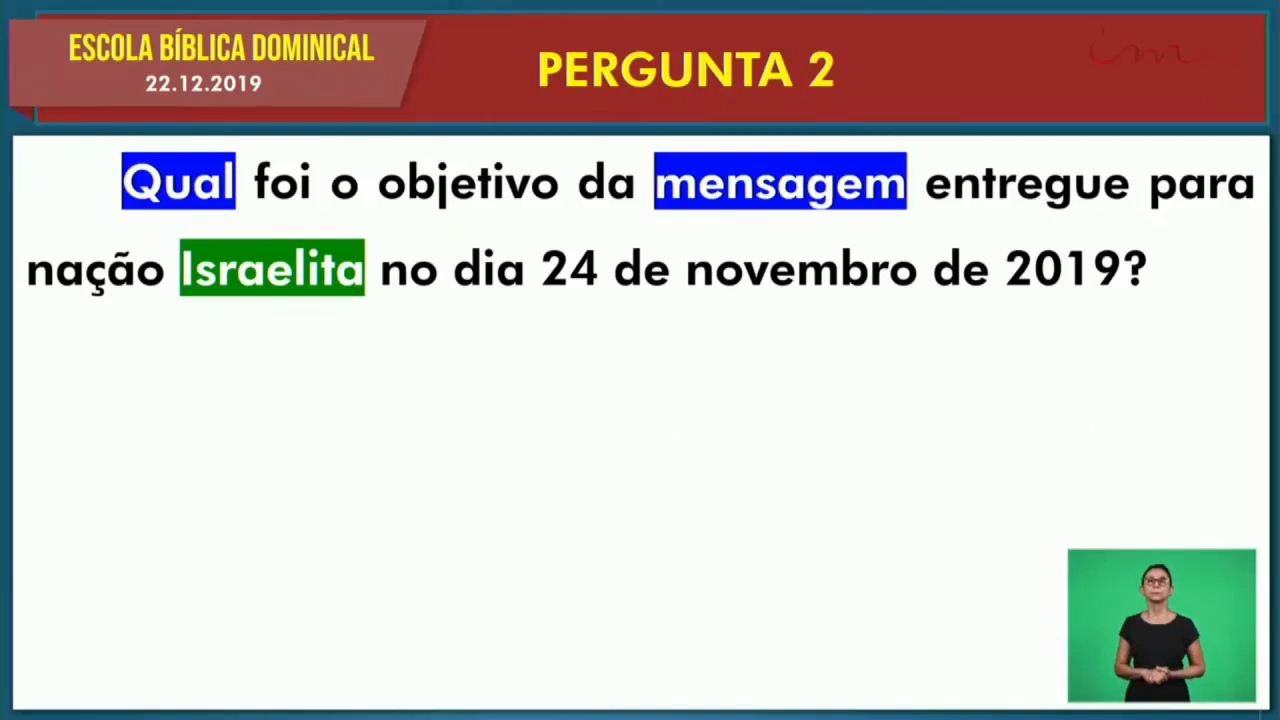 ESCOLA BÍBLICA DOMINICAL
22.12.2019
PERGUNTA 2
im
Qual foi o objetivo da mensagem entregue para
nação Israelita no dia 24 de novembro de 2019?